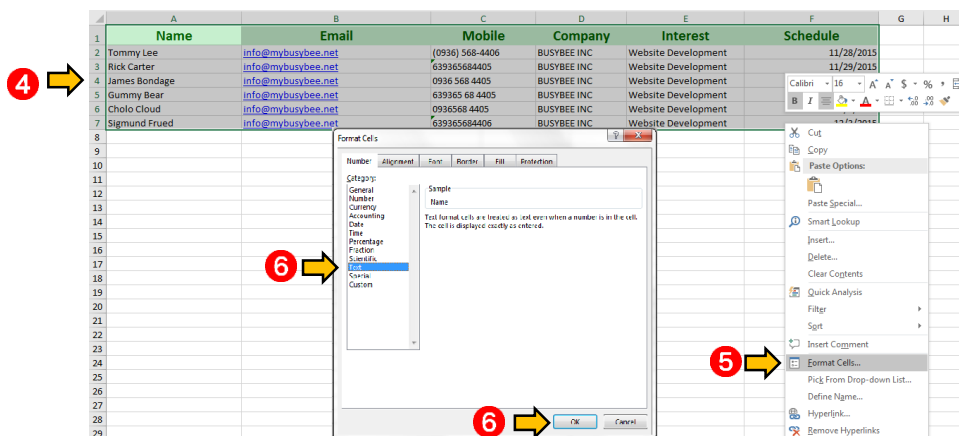 A B C D E F G H
1 Name Email Mobile Company Interest Schedule
2 Tommy Lee info@mybusybee.net (0936) 568-4406 BUSYBEE INC Website Development 11/28/2015
3 Rick Carter info@mybusybee.net 639365684405 BUSYBEE INC Website Development 11/29/2015
4 James Bondage info@mybusybee.net 0936 568 4405 BUSYBEE INC Website Development
5 Gummy Bear info@mybusybee.net 639365 68 4405 BUSYBEE INC Website Development
6 Cholo Cloud info@mybusybee.net 0936568 4405 BUSYBEE INC Website Development
7 Sigmund Frued info@mybusybee.net 639365684406 BUSYBEE INC Website Development 12/3/2015
8
9
10
11
12
13
14
15
16
17
18
19
20
21
22
23
24
25
26
27
28
29
4
Calibri 16 A A $ % ,
B I A .00 .0
Format Cells
Number Alignment Font Border Fill Protection
Category:
General
Number
Currency
Accounting
Date
Time
Percentage
Fraction
Scientific
Text
Special
Custom
Sample
Name
Text format cells are treated as text even when a number is in the cell.
The cell is displayed exactly as entered.
6
6
OK Cancel
Cut
Copy
Paste Options:
Paste Special...
Smart Lookup
Insert...
Delete...
Clear Contents
Quick Analysis
Filter
Sort
Insert Comment
5
Format Cells...
Pick From Drop-down List...
Define Name...
Hyperlink...
Remove Hyperlinks